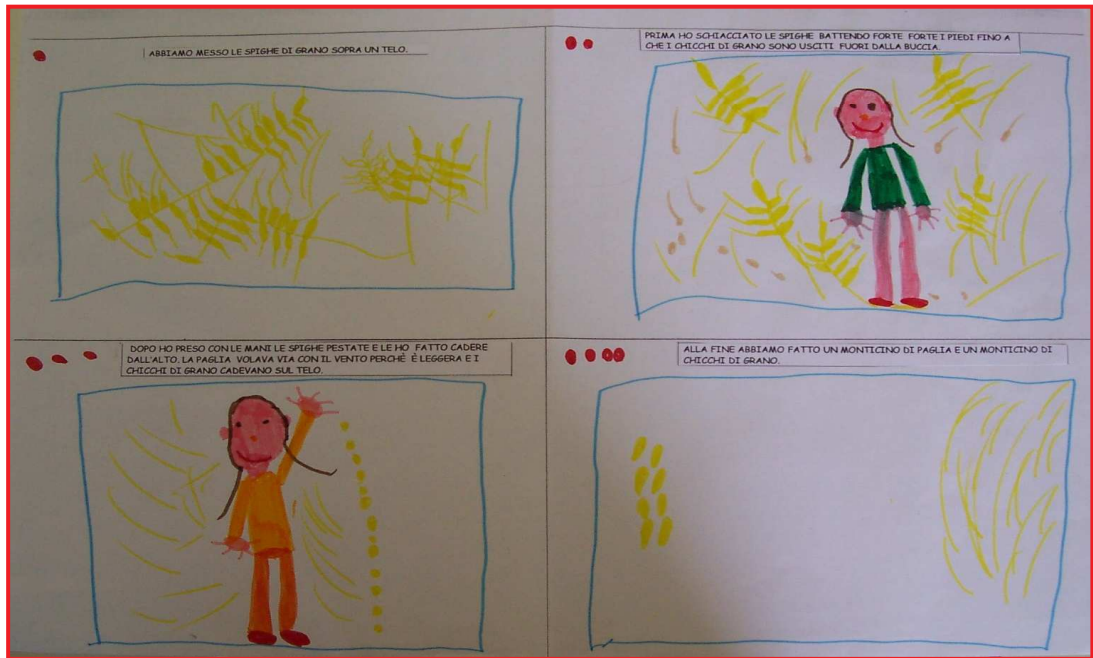 ABBIAMO MESSO LE SPIGHE DI GRANO SOPRA UN TELO.
PRIMA HO SCHIACCIATO LE SPIGHE BATTENDO FORTE FORTE I PIEDI FINO A
CHE I CHICCHI DI GRANO SONO USCITI FUORI DALLA BUCCIA.
DOPO HO PRESO CON LE MANI LE SPIGHE PESTATE E LE HO FATTO CADERE
DALL'ALTO. LA PAGLIA VOLAVA VIA CON IL VENTO PERCHÈ È LEGGERA E I
CHICCHI DI GRANO CADEVANO SUL TELO.
ALLA FINE ABBIAMO FATTO UN MONTICINO DI PAGLIA E UN MONTICINO DI
CHICCHI DI GRANO.